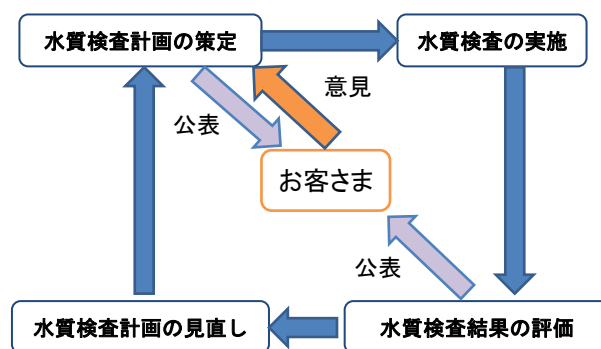 水質検査計画の策定
水質検査の実施
意見
公表
お客さま
公表
水質検査計画の見直し
水質検査結果の評価